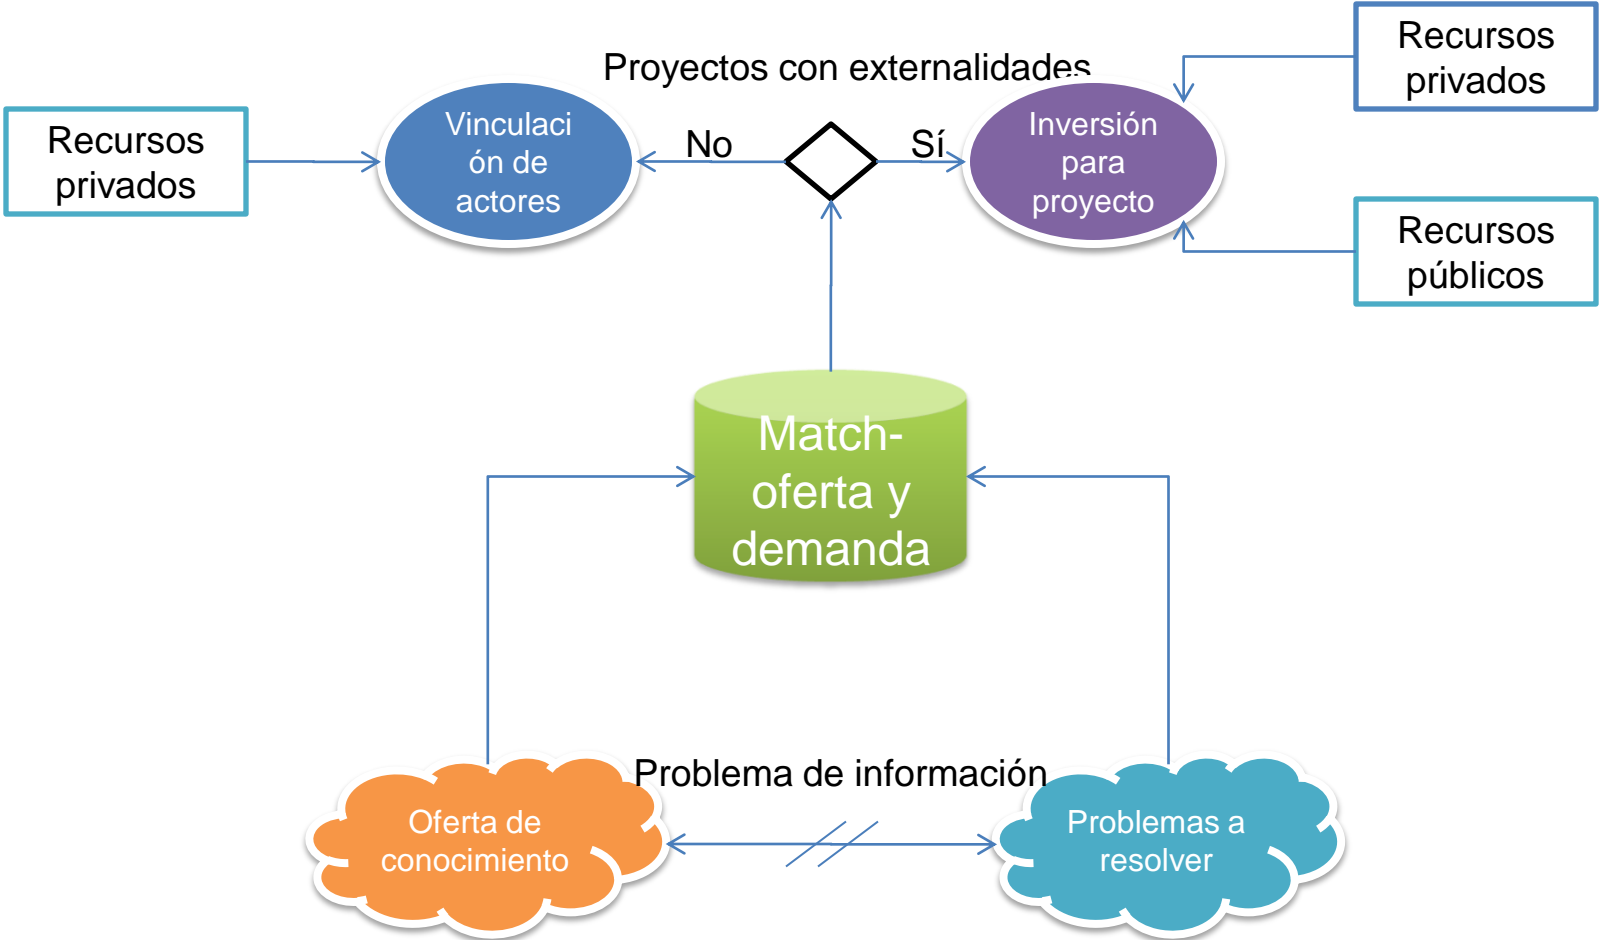 Proyectos con externalidades
Recursos
privados
Vinculaci
ón de
actores
No
Sí
Inversión
para
proyecto
Recursos
privados
Recursos
públicos
Match-
oferta y
demanda
Problema de información
Oferta de
conocimiento
Problemas a
resolver